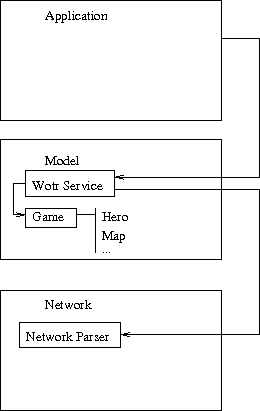 Application
Model
Wotr Service
Game
Hero
Map
...
Network
Network Parser